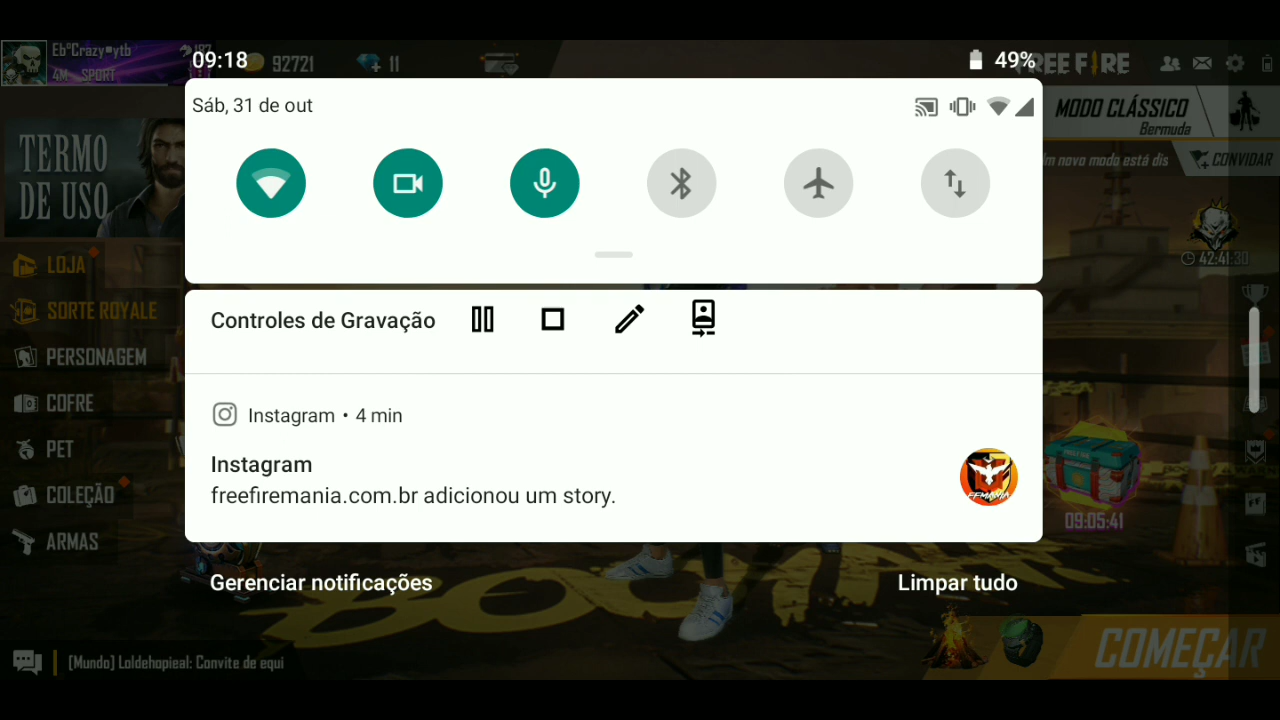 Eb°Crazy▪ytb
4M SPORT
187
09:18
92721
11
49%
FREE FIRE
Sáb, 31 de out
MODO CLÁSSICO
Bermuda
Um novo modo está dis
CONVIDAR
TERMO
DE USO
42:41:30
LOJA
SORTE ROYALE
PERSONAGEM
COFRE
PET
COLEÇÃO
ARMAS
Controles de Gravação
Instagram • 4 min
Instagram
freefiremania.com.br adicionou um story.
FFMANIA
09:05:41
Gerenciar notificações
Limpar tudo
[Mundo] Loldehopieal: Convite de equi
COMEÇAR